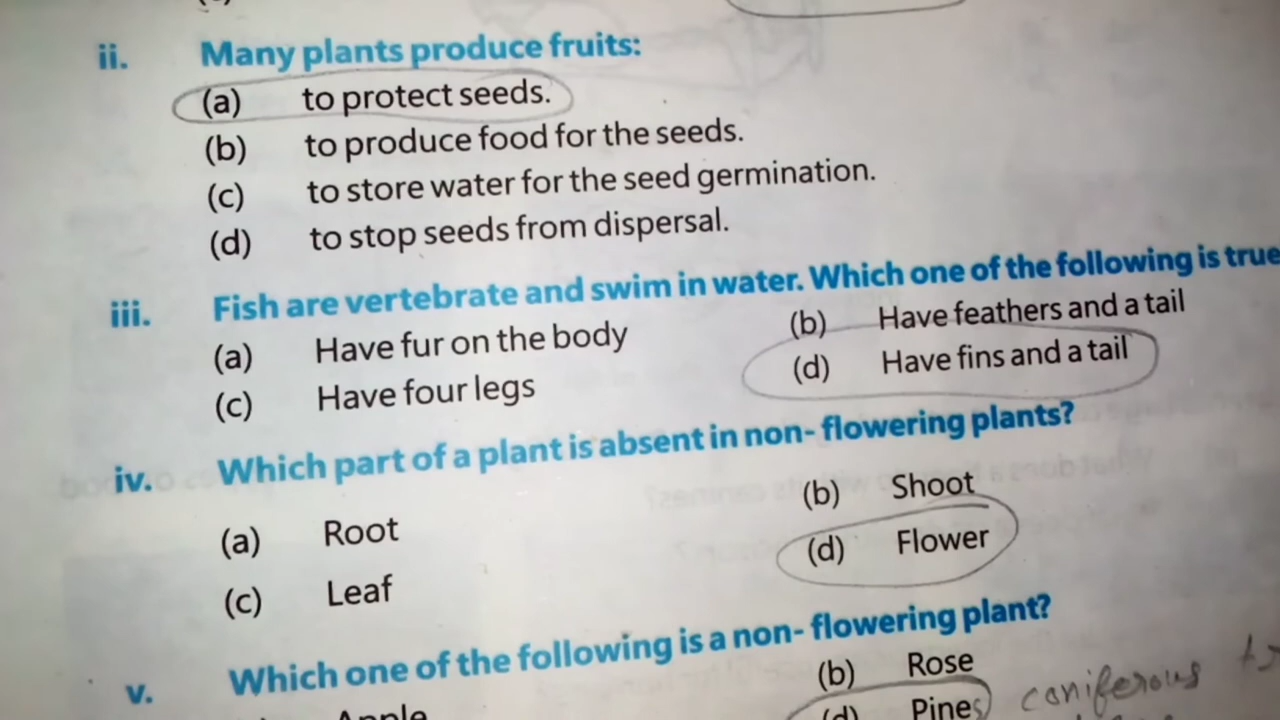 ii. Many plants produce fruits:
(a) to protect seeds.
(b) to produce food for the seeds.
(c) to store water for the seed germination.
(d) to stop seeds from dispersal.
iii. Fish are vertebrate and swim in water. Which one of the following is true
(a) Have fur on the body (b) Have feathers and a tail
(c) Have four legs (d) Have fins and a tail
iv. Which part of a plant is absent in non- flowering plants?
(a) Root (b) Shoot
(c) Leaf (d) Flower
v. Which one of the following is a non- flowering plant?
Apple (b) Rose
(d) Pines coniferous